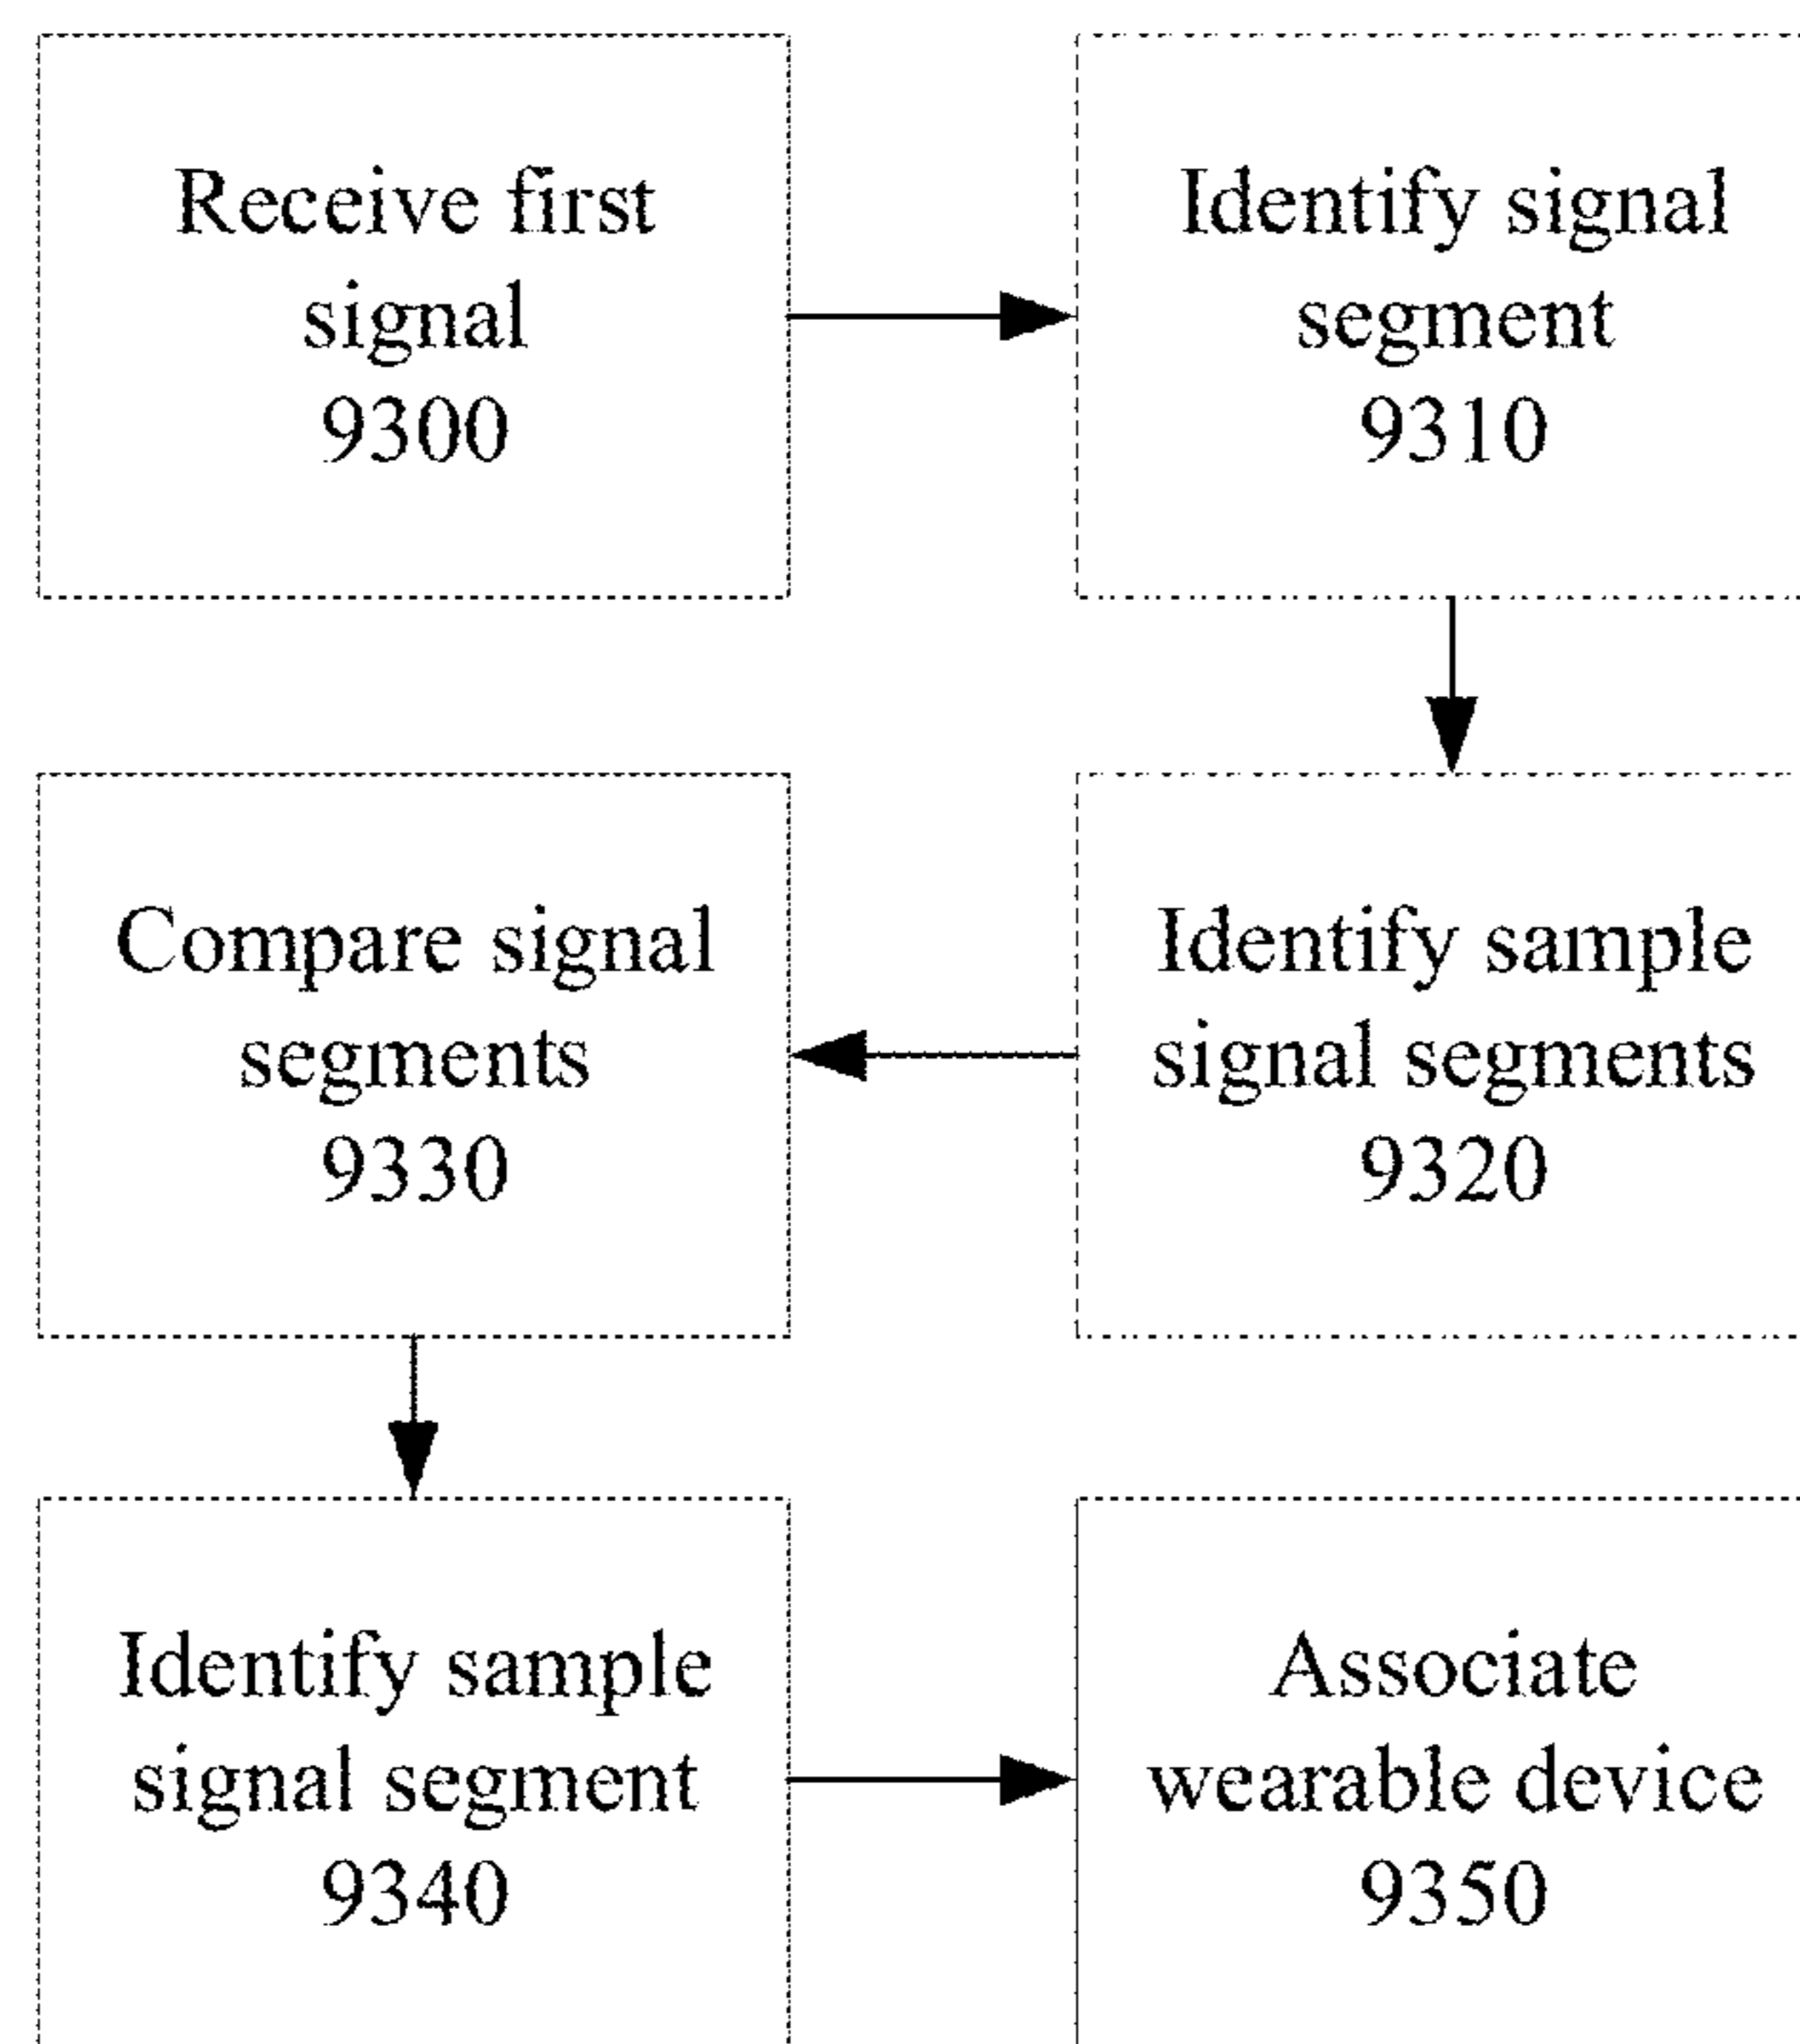 Receive first
signal
9300
Identify signal
segment
9310
Identify sample
signal segments
9320
Compare signal
segments
9330
Identify sample
signal segment
9340
Associate
wearable device
9350